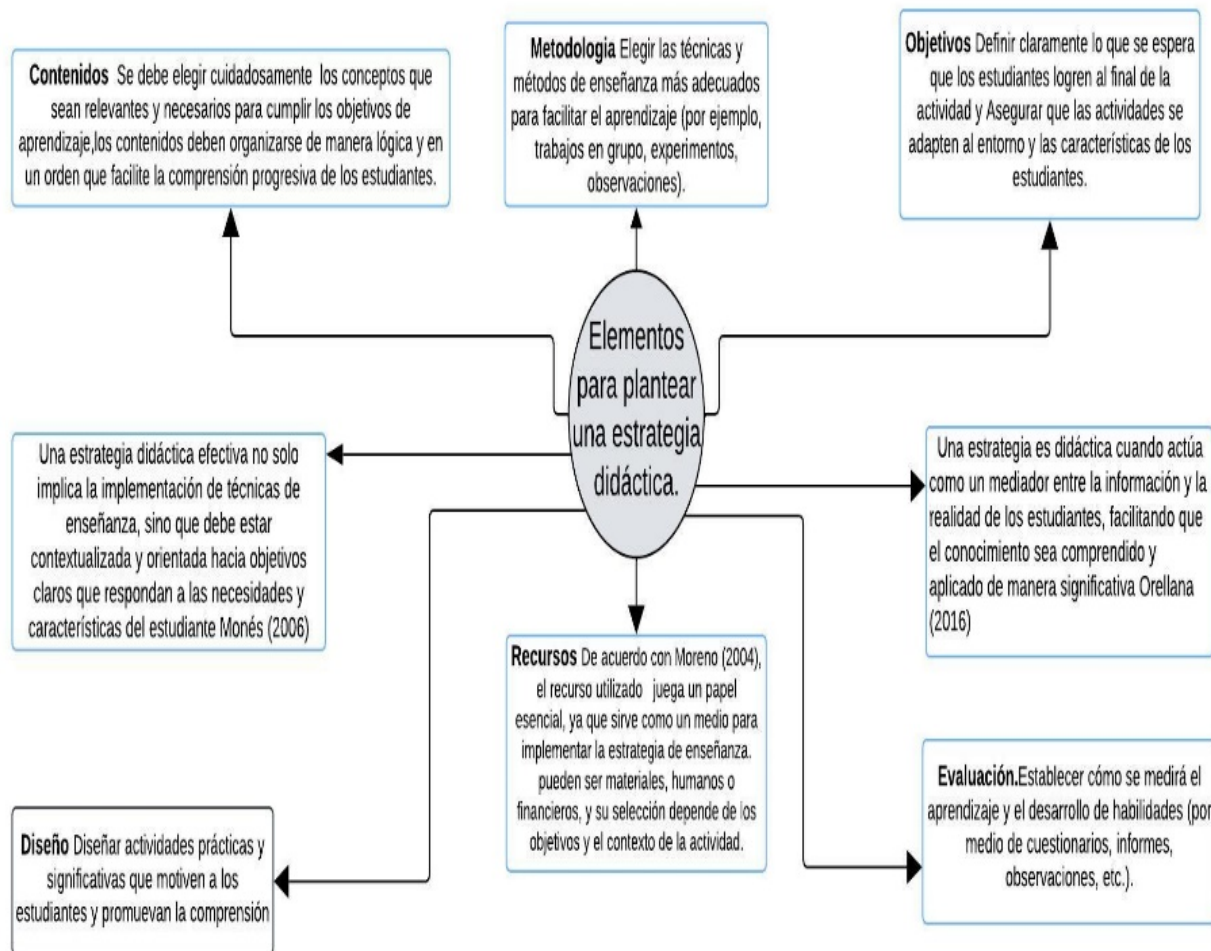 Contenidos Se debe elegir cuidadosamente los conceptos que
sean relevantes y necesarios para cumplir los objetivos de
aprendizaje,los contenidos deben organizarse de manera lógica y en
un orden que facilite la comprensión progresiva de los estudiantes.
Metodologia Elegir las técnicas y
métodos de enseñanza más adecuados
para facilitar el aprendizaje (por ejemplo,
trabajos en grupo, experimentos,
observaciones).
Objetivos Definir claramente lo que se espera
que los estudiantes logren al final de la
actividad y Asegurar que las actividades se
adapten al entorno y las características de los
estudiantes.
Elementos
para plantear
una estrategia
didáctica.
Una estrategia didáctica efectiva no solo
implica la implementación de técnicas de
enseñanza, sino que debe estar
contextualizada y orientada hacia objetivos
claros que respondan a las necesidades y
características del estudiante Monés (2006)
Una estrategia es didáctica cuando actúa
como un mediador entre la información y la
realidad de los estudiantes, facilitando que
el conocimiento sea comprendido y
aplicado de manera significativa Orellana
(2016)
Recursos De acuerdo con Moreno (2004),
el recurso utilizado juega un papel
esencial, ya que sirve como un medio para
implementar la estrategia de enseñanza.
pueden ser materiales, humanos o
financieros, y su selección depende de los
objetivos y el contexto de la actividad.
Diseño Diseñar actividades prácticas y
significativas que motiven a los
estudiantes y promuevan la comprensión
Evaluación.Establecer cómo se medirá el
aprendizaje y el desarrollo de habilidades (por
medio de cuestionarios, informes,
observaciones, etc.).